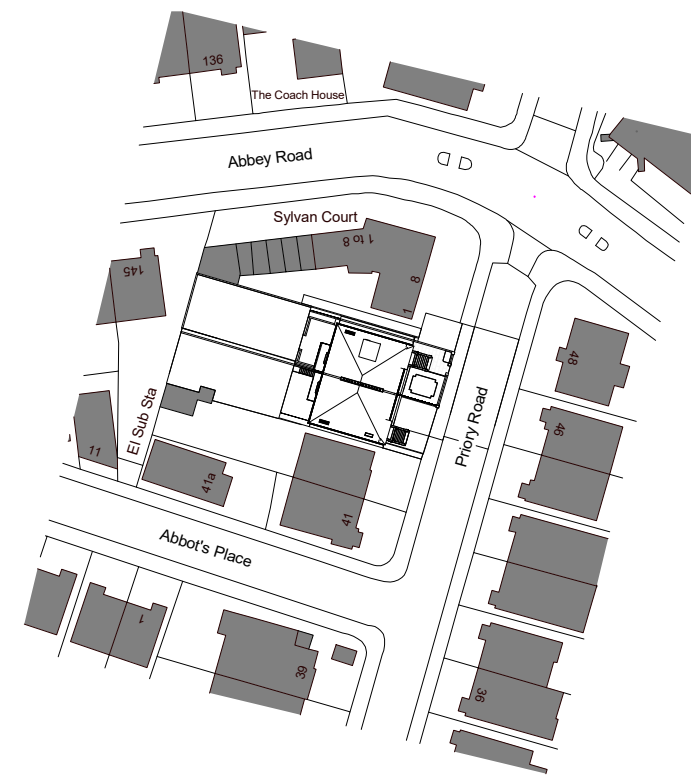 136
The Coach House
Abbey Road
Sylvan Court
1 to 8
145
8
1
48
Priory Road
46
El Sub Sta
11
41a
41
Abbot's Place
1
39
36